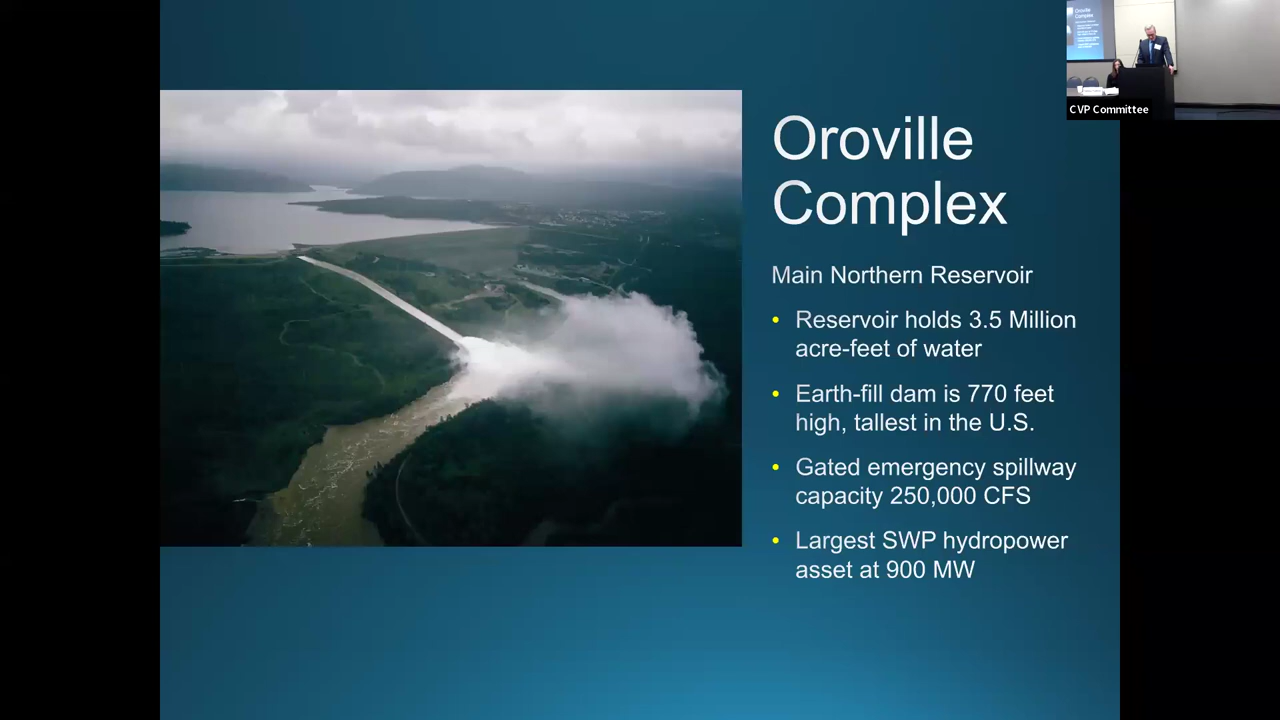 Oroville
Complex
Main Northern Reservoir
• Reservoir holds 3.5 Million
acre-feet of water
• Earth-fill dam is 770 feet
high, tallest in the U.S.
• Gated emergency spillway
capacity 250,000 CFS
• Largest SWP hydropower
asset at 900 MW
Oroville
Complex
CVP Committee